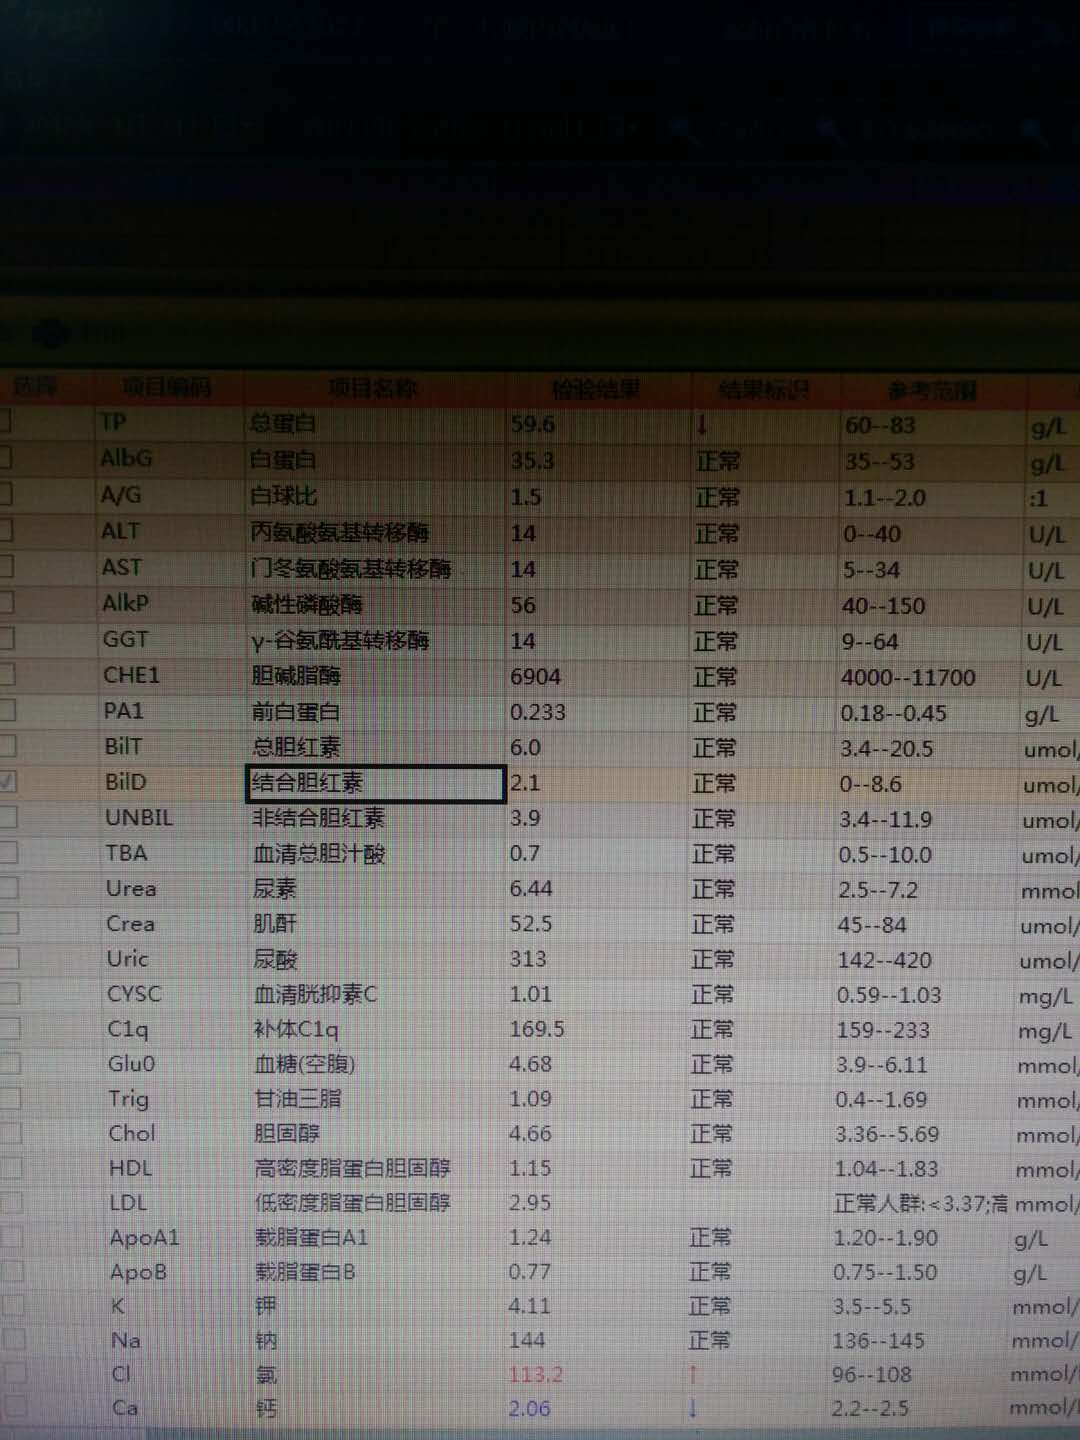 选择 项目编码 项目名称 检验结果 结果标识 参考范围
TP 总蛋白 59.6 ↓ 60--83 g/L
AlbG 白蛋白 35.3 正常 35--53 g/L
A/G 白球比 1.5 正常 1.1--2.0 :1
ALT 丙氨酸氨基转移酶 14 正常 0--40 U/L
AST 门冬氨酸氨基转移酶 14 正常 5--34 U/L
AlkP 碱性磷酸酶 56 正常 40--150 U/L
GGT γ-谷氨酰基转移酶 14 正常 9--64 U/L
CHE1 胆碱脂酶 6904 正常 4000--11700 U/L
PA1 前白蛋白 0.233 正常 0.18--0.45 g/L
BilT 总胆红素 6.0 正常 3.4--20.5 umol/
BilD 结合胆红素 2.1 正常 0--8.6 umol/
UNBIL 非结合胆红素 3.9 正常 3.4--11.9 umol/
TBA 血清总胆汁酸 0.7 正常 0.5--10.0 umol/
Urea 尿素 6.44 正常 2.5--7.2 mmol
Crea 肌酐 52.5 正常 45--84 umol/
Uric 尿酸 313 正常 142--420 umol/
CYSC 血清胱抑素C 1.01 正常 0.59--1.03 mg/L
C1q 补体C1q 169.5 正常 159--233 mg/L
Glu0 血糖(空腹) 4.68 正常 3.9--6.11 mmol/
Trig 甘油三脂 1.09 正常 0.4--1.69 mmol/
Chol 胆固醇 4.66 正常 3.36--5.69 mmol/
HDL 高密度脂蛋白胆固醇 1.15 正常 1.04--1.83 mmol/
LDL 低密度脂蛋白胆固醇 2.95 正常人群:<3.37;高 mmol/
ApoA1 载脂蛋白A1 1.24 正常 1.20--1.90 g/L
ApoB 载脂蛋白B 0.77 正常 0.75--1.50 g/L
K 钾 4.11 正常 3.5--5.5 mmol/
Na 钠 144 正常 136--145 mmol/
Cl 氯 113.2 ↑ 96--108 mmol/
Ca 钙 2.06 ↓ 2.2--2.5 mmol/